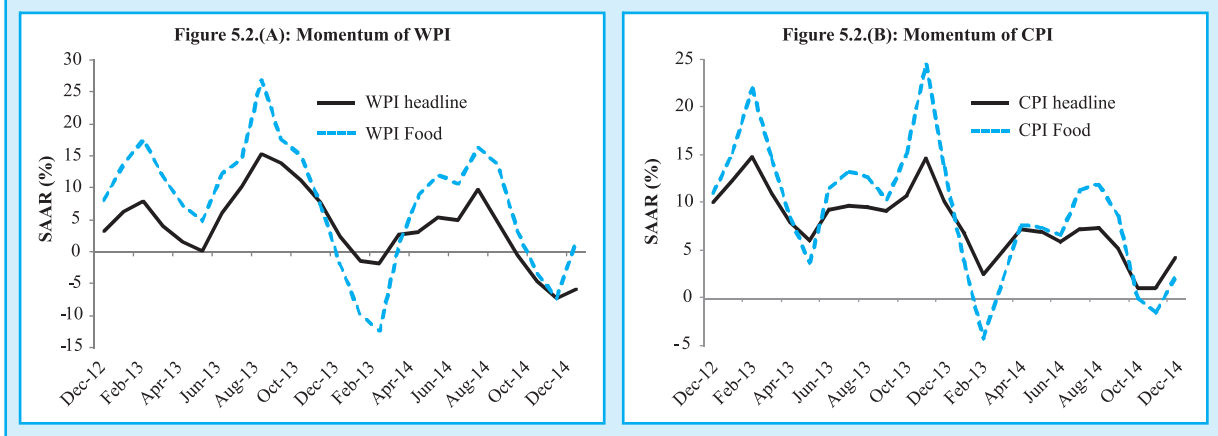 Figure 5.2.(A): Momentum of WPI
30
25
20
15
10
5
0
-5
-10
-15
SAAR (%)
WPI headline
WPI Food
Dec-12
Feb-13
Apr-13
Jun-13
Aug-13
Oct-13
Dec-13
Feb-14
Apr-14
Jun-14
Aug-14
Oct-14
Dec-14
Figure 5.2.(B): Momentum of CPI
25
20
15
10
5
0
-5
SAAR (%)
CPI headline
CPI Food
Dec-12
Feb-13
Apr-13
Jun-13
Aug-13
Oct-13
Dec-13
Feb-13
Apr-14
Jun-14
Aug-14
Oct-14
Dec-14